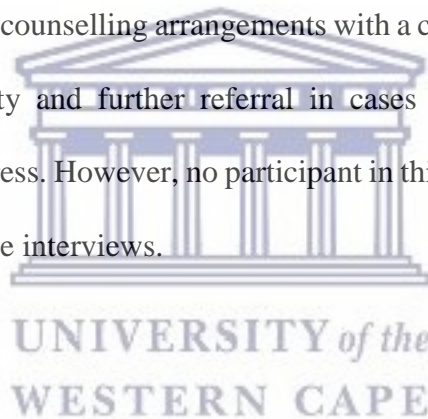 counselling arrangements with a c
ty and further referral in cases
ess. However, no participant in thi
e interviews.
UNIVERSITY of the
WESTERN CAPE